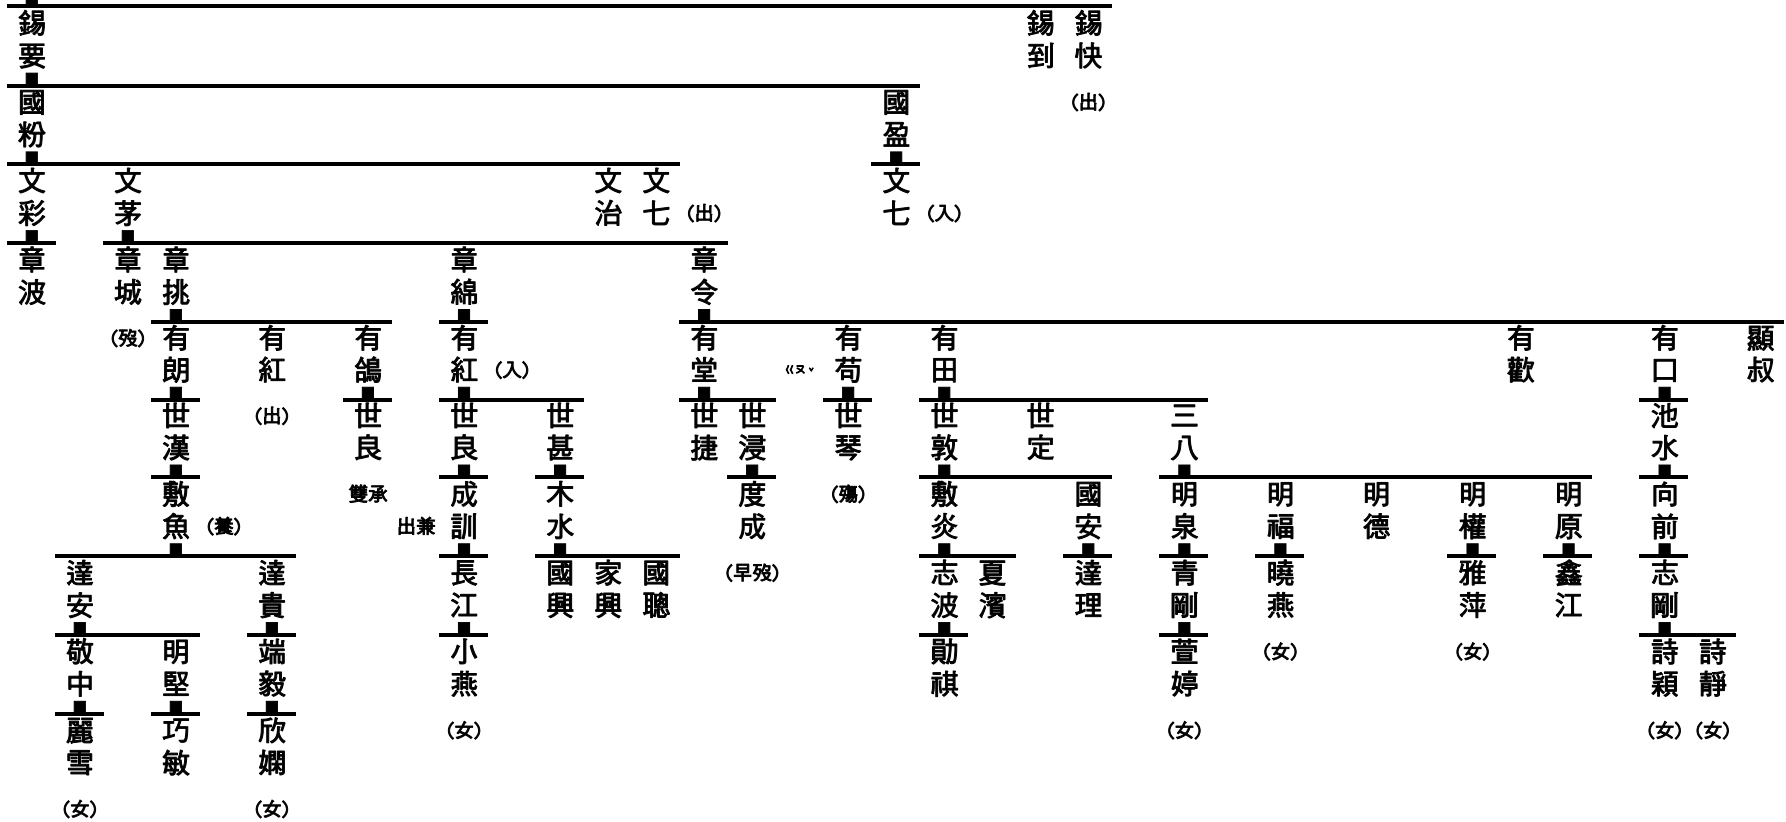 錫要
錫到
錫快
（出）
國粉
國盈
文彩
文茅
文治
文七
（出）
文七
（入）
章波
章城
（歿）
章挑
章綿
章令
有朗
有紅
（出）
有鴿
有紅
（入）
有堂
ㄍㄡˇ
有苟
有田
有歡
有口
顯叔
世漢
世良
雙承
世良
世甚
世捷
世浸
世琴
（殤）
世敦
世定
三八
池水
敷魚
（養）
出兼
成訓
木水
度成
（早歿）
敷炎
國安
明泉
明福
明德
明權
明原
向前
達安
達貴
長江
國興
家興
國聰
志波
夏濱
達理
青剛
曉燕
（女）
雅萍
（女）
鑫江
志剛
敬中
明堅
端毅
小燕
（女）
勛祺
萱婷
（女）
詩穎
（女）
詩靜
（女）
麗雪
（女）
巧敏
欣嫻
（女）